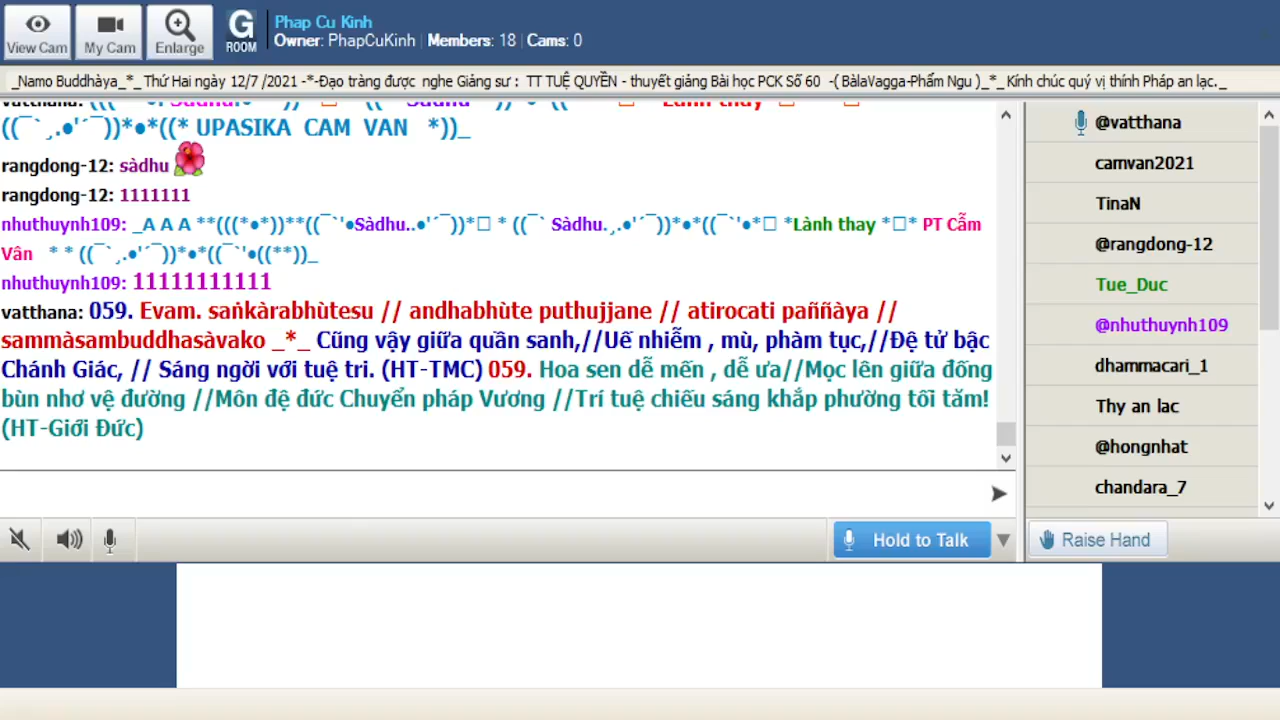 View Cam
My Cam
Enlarge
G
ROOM
Phap Cu Kinh
Owner: PhapCuKinh | Members: 18 | Cams: 0
_Namo Buddhàya_*_ Thứ Hai ngày 12/7 /2021 -*-Đạo tràng được nghe Giảng sư : TT TUỆ QUYỀN - thuyết giảng Bài học PCK Số 60 -( BàlaVagga-Phẩm Ngu )_*_Kính chúc quý vị thính Pháp an lạc._
((¯`¸.●'´¯))*●*((* UPASIKA CAM VAN *))_
rangdong-12: sàdhu
rangdong-12: 1111111
nhuthuynh109: _A A A **(((*●*))**((¯`'●Sàdhu..●'´¯))*□ * ((¯` Sàdhu.¸.●'´¯))*●*((¯`'●*□ *Lành thay *□* PT Cẩm
Vân * * ((¯`¸.●'´¯))*●*((¯`'●((**))_
nhuthuynh109: 11111111111
vatthana: 059. Evam. saṅkàrabhùtesu // andhabhùte puthujjane // atirocati paññàya //
sammàsambuddhasàvako _*_ Cũng vậy giữa quần sanh,//Uế nhiễm , mù, phàm tục,//Đệ tử bậc
Chánh Giác, // Sáng ngời với tuệ tri. (HT-TMC) 059. Hoa sen dễ mến , dễ ưa//Mọc lên giữa đống
bùn nhơ vệ đường //Môn đệ đức Chuyển pháp Vương //Trí tuệ chiếu sáng khắp phường tối tăm!
(HT-Giới Đức)
@vatthana
camvan2021
TinaN
@rangdong-12
Tue_Duc
@nhuthuynh109
dhammacari_1
Thy an lac
@hongnhat
chandara_7
Hold to Talk
Raise Hand